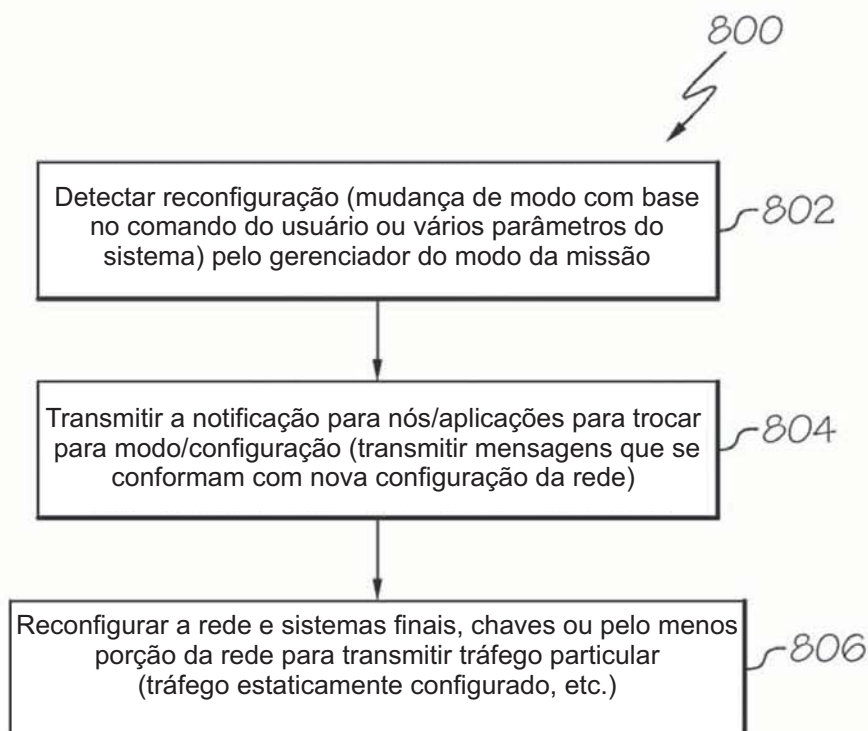 800
Detectar reconfiguração (mudança de modo com base
no comando do usuário ou vários parâmetros do
sistema) pelo gerenciador do modo da missão
802
Transmitir a notificação para nós/aplicações para trocar
para modo/configuração (transmitir mensagens que se
conformam com nova configuração da rede)
804
Reconfigurar a rede e sistemas finais, chaves ou pelo menos
porção da rede para transmitir tráfego particular
(tráfego estaticamente configurado, etc.)
806